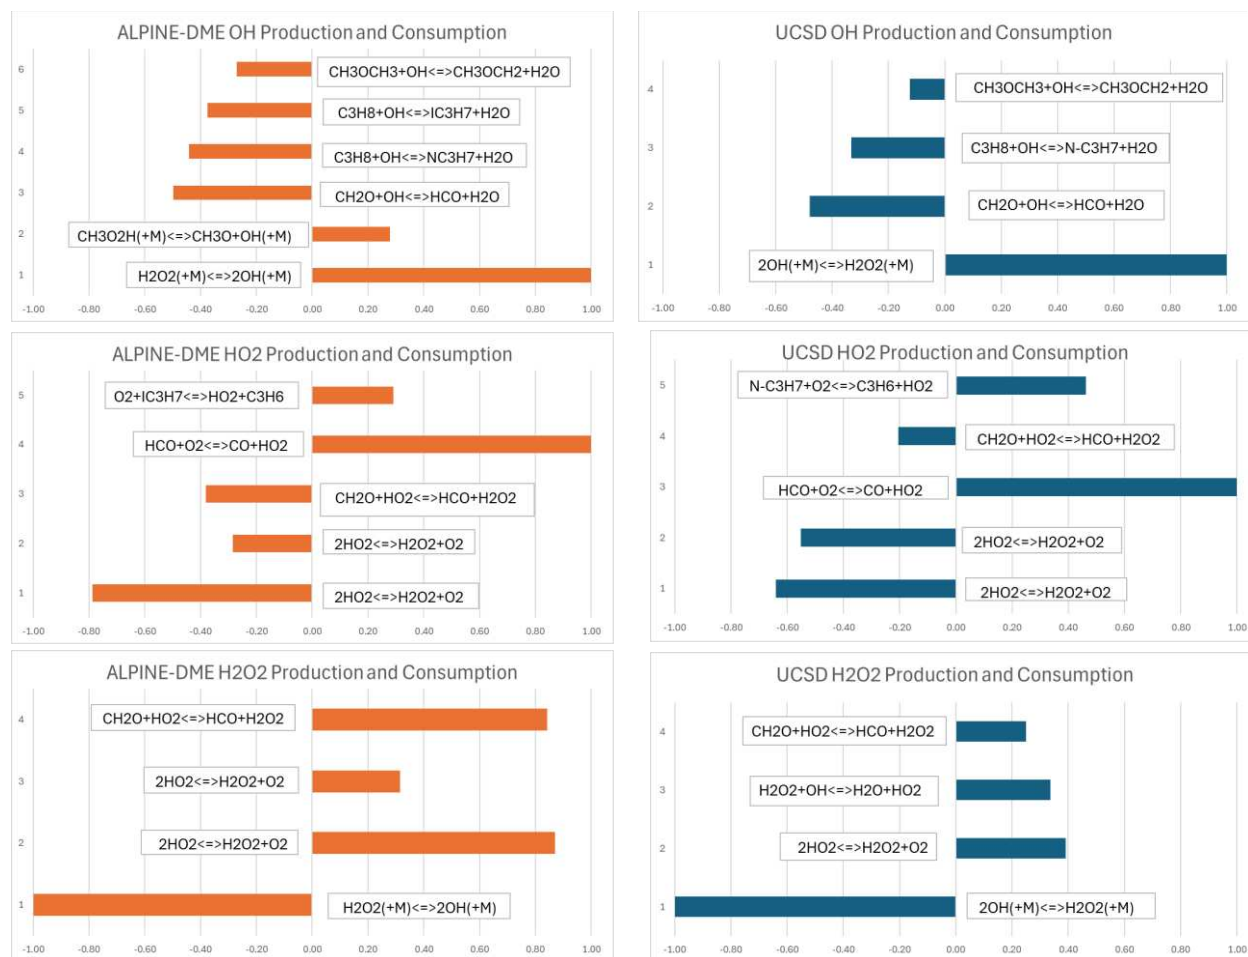 ALPINE-DME OH Production and Consumption
6
CH3OCH3+OH<=>CH3OCH2+H2O
5
C3H8+OH<=>IC3H7+H2O
4
C3H8+OH<=>NC3H7+H2O
3
CH2O+OH<=>HCO+H2O
2
CH3O2H(+M)<=>CH3O+OH(+M)
1
H2O2(+M)<=>2OH(+M)
-1.00 -0.80 -0.60 -0.40 -0.20 0.00 0.20 0.40 0.60 0.80 1.00
UCSD OH Production and Consumption
4
CH3OCH3+OH<=>CH3OCH2+H2O
3
C3H8+OH<=>N-C3H7+H2O
2
CH2O+OH<=>HCO+H2O
1
2OH(+M)<=>H2O2(+M)
-1.00 -0.80 -0.60 -0.40 -0.20 0.00 0.20 0.40 0.60 0.80 1.00
ALPINE-DME HO2 Production and Consumption
5
O2+IC3H7<=>HO2+C3H6
4
HCO+O2<=>CO+HO2
3
CH2O+HO2<=>HCO+H2O2
2
2HO2<=>H2O2+O2
1
2HO2<=>H2O2+O2
-1.00 -0.80 -0.60 -0.40 -0.20 0.00 0.20 0.40 0.60 0.80 1.00
UCSD HO2 Production and Consumption
5
N-C3H7+O2<=>C3H6+HO2
4
CH2O+HO2<=>HCO+H2O2
3
HCO+O2<=>CO+HO2
2
2HO2<=>H2O2+O2
1
2HO2<=>H2O2+O2
-1.00 -0.80 -0.60 -0.40 -0.20 0.00 0.20 0.40 0.60 0.80 1.00
ALPINE-DME H2O2 Production and Consumption
4
CH2O+HO2<=>HCO+H2O2
3
2HO2<=>H2O2+O2
2
2HO2<=>H2O2+O2
1
H2O2(+M)<=>2OH(+M)
-1.00 -0.80 -0.60 -0.40 -0.20 0.00 0.20 0.40 0.60 0.80 1.00
UCSD H2O2 Production and Consumption
4
CH2O+HO2<=>HCO+H2O2
3
H2O2+OH<=>H2O+HO2
2
2HO2<=>H2O2+O2
1
2OH(+M)<=>H2O2(+M)
-1.00 -0.80 -0.60 -0.40 -0.20 0.00 0.20 0.40 0.60 0.80 1.00